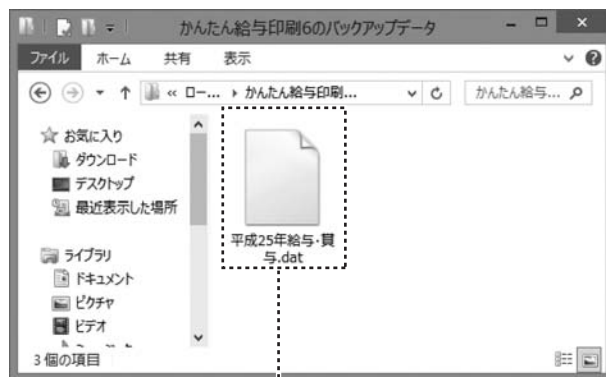 かんたん給与印刷6のバックアップデータ
ファイル ホーム 共有 表示
« ロー... かんたん給与印刷... かんたん給与...
お気に入り
ダウンロード
デスクトップ
最近表示した場所
平成25年給与・賞
与.dat
ライブラリ
ドキュメント
ピクチャ
ビデオ
3 個の項目